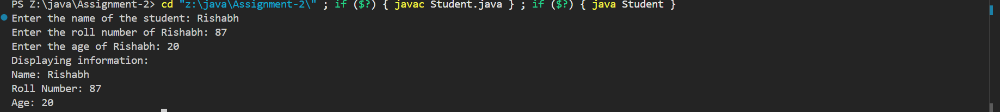 PS Z:\java\Assignment-2> cd "z:\java\Assignment-2\" ; if ($?) { javac Student.java } ; if ($?) { java Student }
Enter the name of the student: Rishabh
Enter the roll number of Rishabh: 87
Enter the age of Rishabh: 20
Displaying information:
Name: Rishabh
Roll Number: 87
Age: 20